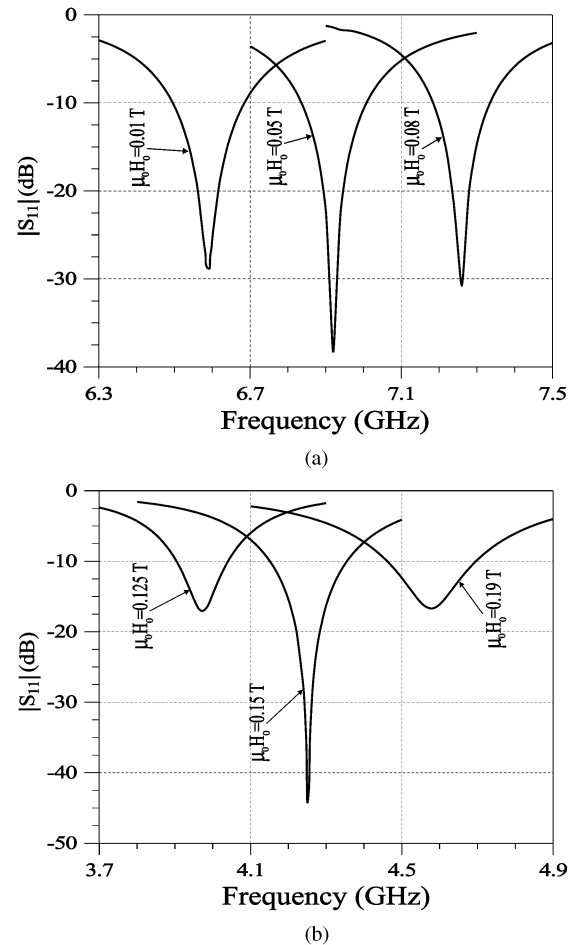 0
-10
-20
-30
-40
|S₁₁|(dB)
μ₀H₀=0.01 T
μ₀H₀=0.05 T
μ₀H₀=0.08 T
6.3 6.7 7.1 7.5
Frequency (GHz)
(a)
0
-10
-20
-30
-40
-50
|S₁₁|(dB)
μ₀H₀=0.125 T
μ₀H₀=0.15 T
μ₀H₀=0.19 T
3.7 4.1 4.5 4.9
Frequency (GHz)
(b)